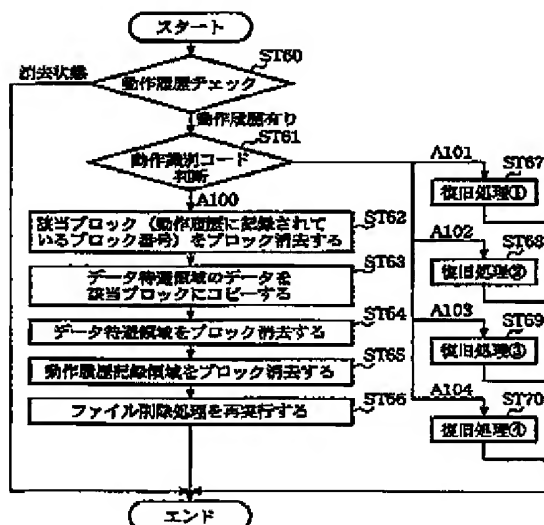 スタート
ST60
消去状態
動作履歴チェック
動作履歴有り
ST61
動作識別コード
判断
A100
ST62
該当ブロック（動作履歴に記録されて
いるブロック番号）をブロック消去する
ST63
データ待避領域のデータを
該当ブロックにコピーする
ST64
データ待避領域をブロック消去する
ST65
動作履歴記録領域をブロック消去する
ST66
ファイル削除処理を再実行する
A101
ST67
復旧処理①
A102
ST68
復旧処理②
A103
ST69
復旧処理③
A104
ST70
復旧処理④
エンド